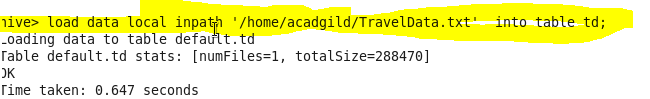 hive> load data local inpath '/home/acadgild/TravelData.txt'  into table td;
Loading data to table default.td
Table default.td stats: [numFiles=1, totalSize=288470]
OK
Time taken: 0.647 seconds